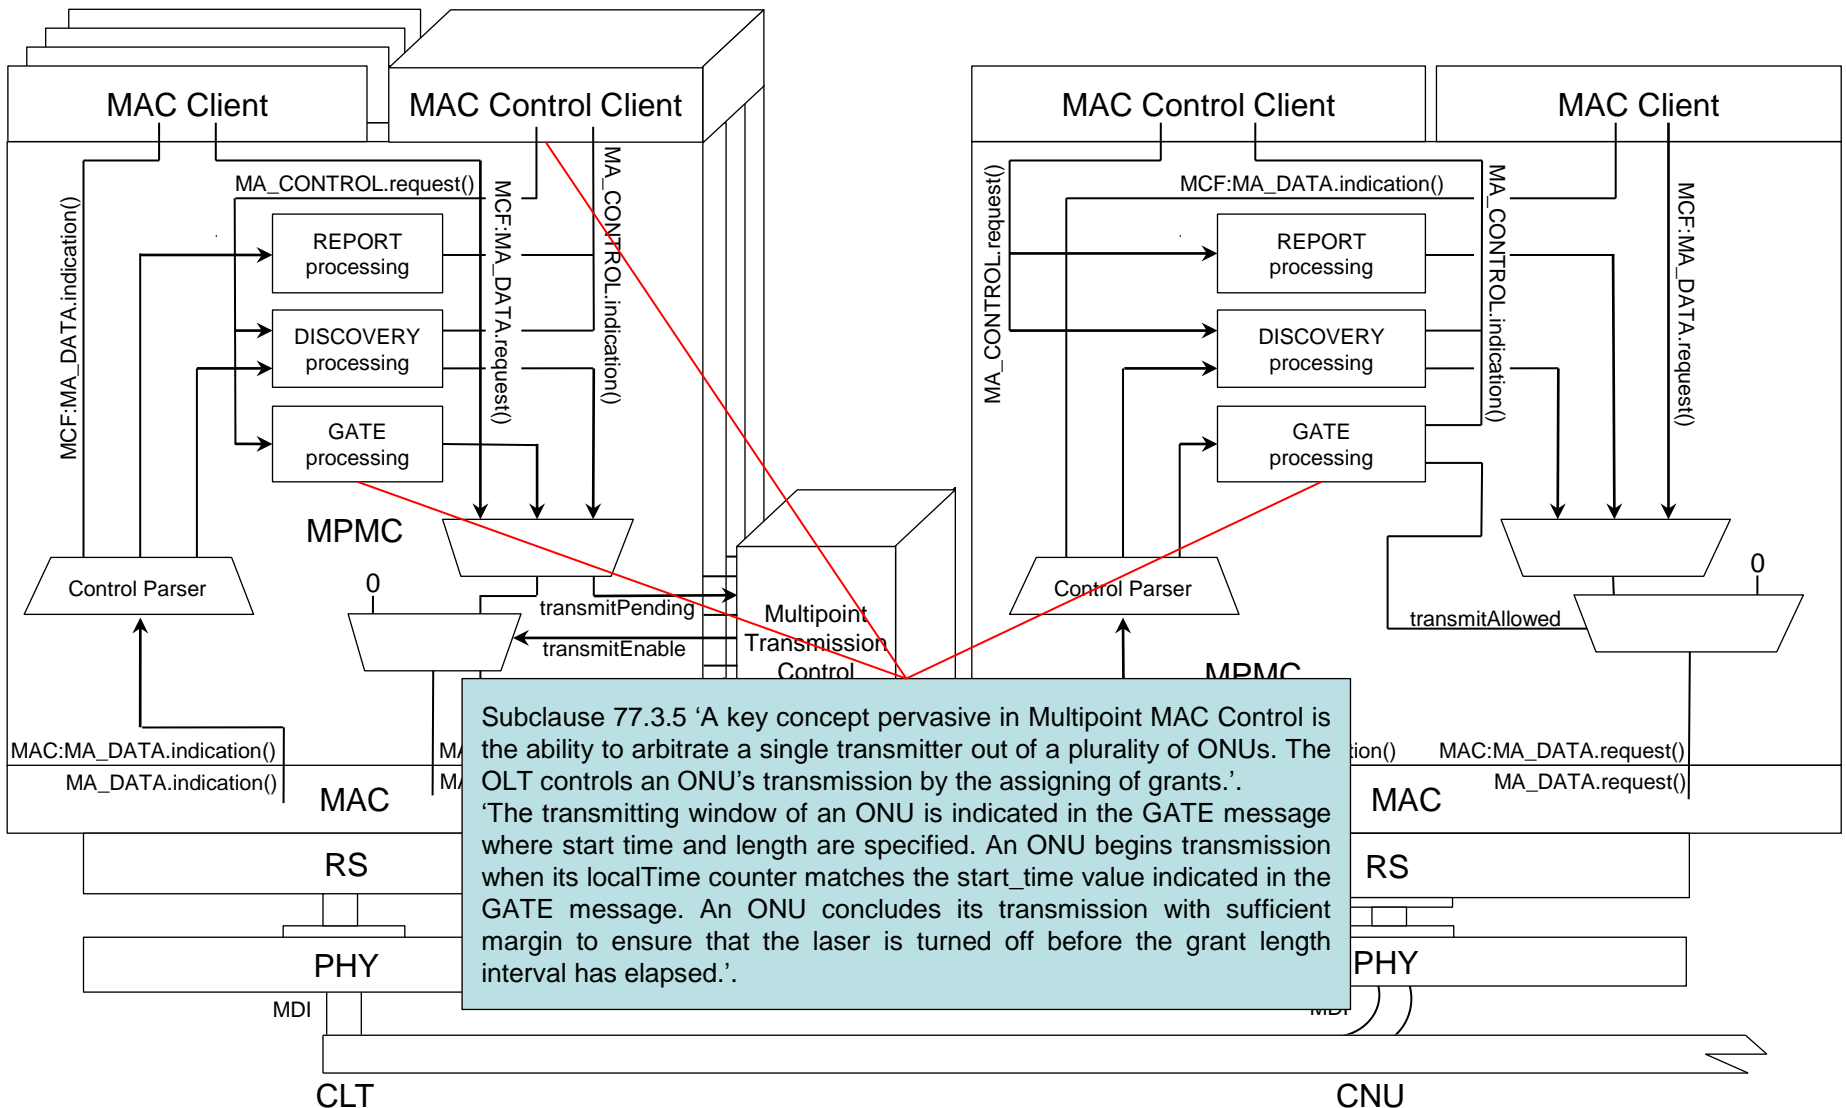 MAC Client
MAC Control Client
MAC Control Client
MAC Client
MCF:MA_DATA.indication()
MA_CONTROL.request()
MCF:MA_DATA.request()
MA_CONTROL.indication()
REPORT
processing
DISCOVERY
processing
GATE
processing
MPMC
Control Parser
0
transmitPending
transmitEnable
Multipoint
Transmission
Control
MA_CONTROL.request()
MCF:MA_DATA.indication()
MA_CONTROL.indication()
MCF:MA_DATA.request()
REPORT
processing
DISCOVERY
processing
GATE
processing
Control Parser
0
transmitAllowed
MPMC
MAC:MA_DATA.indication()
MA_DATA.indication()
MAC
RS
PHY
MDI
CLT
Subclause 77.3.5 ‘A key concept pervasive in Multipoint MAC Control is
the ability to arbitrate a single transmitter out of a plurality of ONUs. The
OLT controls an ONU’s transmission by the assigning of grants.’.
‘The transmitting window of an ONU is indicated in the GATE message
where start time and length are specified. An ONU begins transmission
when its localTime counter matches the start_time value indicated in the
GATE message. An ONU concludes its transmission with sufficient
margin to ensure that the laser is turned off before the grant length
interval has elapsed.’.
MAC:MA_DATA.request()
MA_DATA.request()
MAC
RS
PHY
MDI
CNU